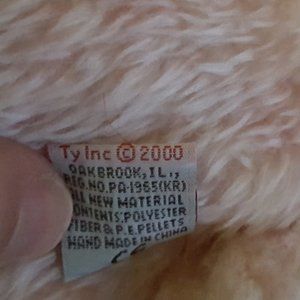 Ty Inc © 2000
OAKBROOK, IL.,
REG.NO.PA-1965(KR)
ALL NEW MATERIAL
CONTENTS: POLYESTER
FIBER & P.E. PELLETS
HAND MADE IN CHINA
CE